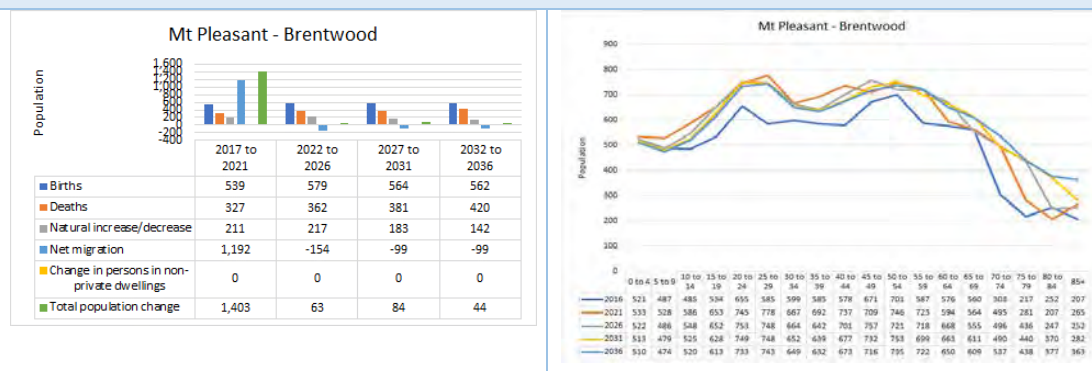 Mt Pleasant - Brentwood
Population
1,600
1,400
1,200
1,000
800
600
400
200
0
-200
-400
2017 to 2022 to 2027 to 2032 to
2021 2026 2031 2036
Births 539 579 564 562
Deaths 327 362 381 420
Natural increase/decrease 211 217 183 142
Net migration 1,192 -154 -99 -99
Change in persons in non-
private dwellings 0 0 0 0
Total population change 1,403 63 84 44
Mt Pleasant - Brentwood
Population
900
800
700
600
500
400
300
200
100
0
0 to 4 5 to 9 10 to 15 to 20 to 25 to 30 to 35 to 40 to 45 to 50 to 55 to 60 to 65 to 70 to 75 to 80 to 85+
14 19 24 29 34 39 44 49 54 59 64 69 74 79 84
2016 521 487 485 534 655 585 599 585 578 671 701 587 576 560 303 217 252 207
2021 533 528 586 653 745 778 667 692 737 709 746 723 594 564 495 281 207 265
2026 522 486 548 652 753 748 664 642 701 757 721 718 668 555 496 436 247 252
2031 513 479 525 628 749 748 652 639 677 732 753 699 663 611 490 440 370 282
2036 510 474 520 613 733 743 649 632 673 716 735 722 650 609 537 438 377 363